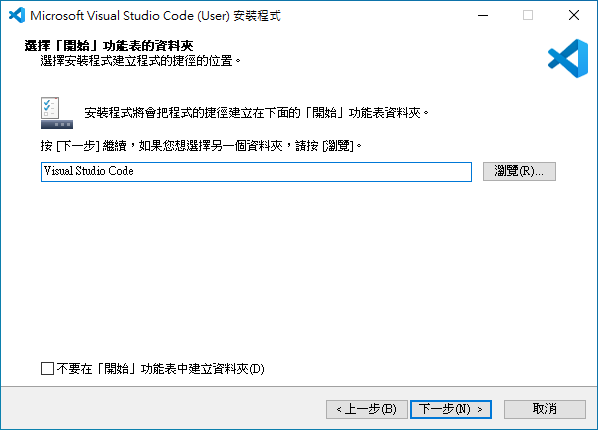 Microsoft Visual Studio Code (User) 安裝程式
選擇「開始」功能表的資料夾
選擇安裝程式建立程式的捷徑的位置。
安裝程式將會把程式的捷徑建立在下面的「開始」功能表資料夾。
按 [下一步] 繼續，如果您想選擇另一個資料夾，請按 [瀏覽]。
Visual Studio Code
瀏覽(R)...
不要在「開始」功能表中建立資料夾(D)
< 上一步(B)
下一步(N) >
取消